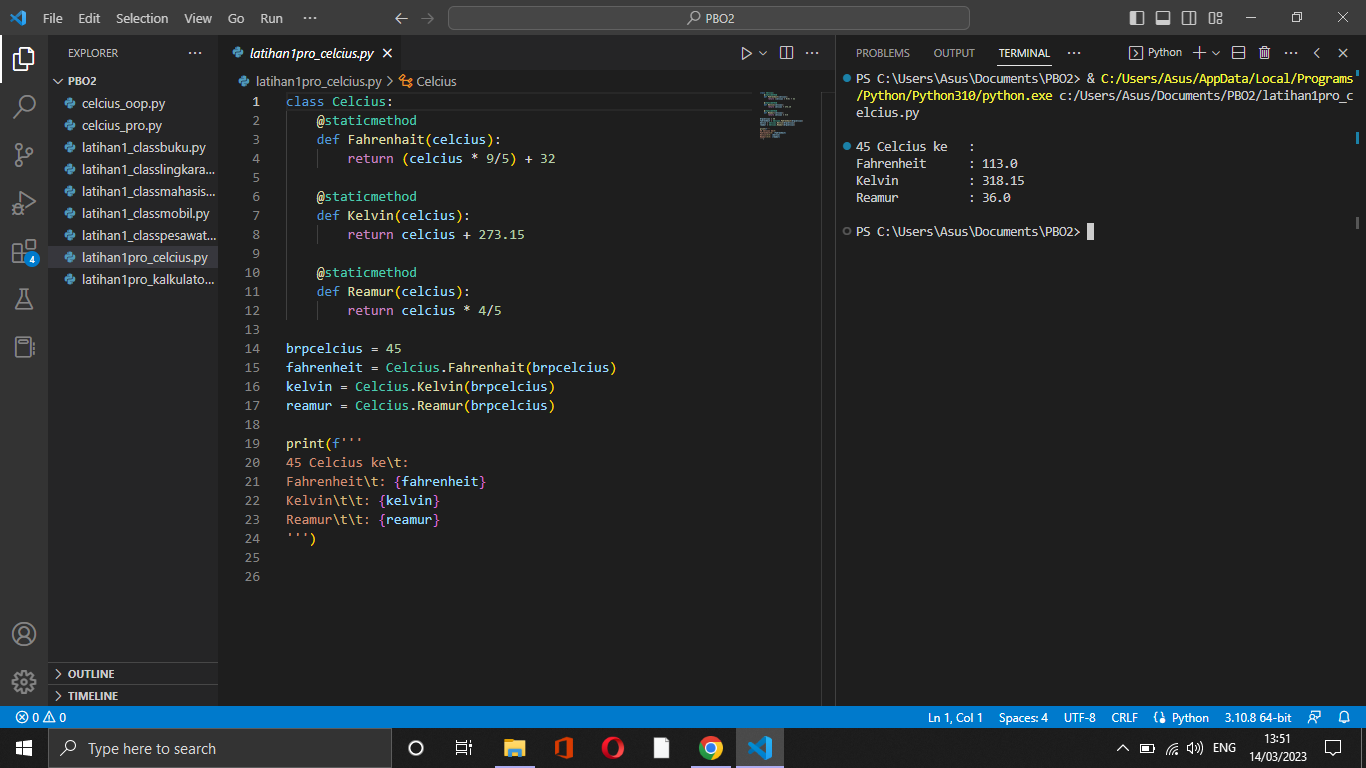 File Edit Selection View Go Run ···
PBO2
EXPLORER ···
PBO2
celcius_oop.py
celcius_pro.py
latihan1_classbuku.py
latihan1_classlingkara...
latihan1_classmahasis...
latihan1_classmobil.py
latihan1_classpesawat...
latihan1pro_celcius.py
latihan1pro_kalkulato...
4
OUTLINE
TIMELINE
latihan1pro_celcius.py
latihan1pro_celcius.py > Celcius
1 class Celcius:
2     @staticmethod
3     def Fahrenhait(celcius):
4         return (celcius * 9/5) + 32
5
6     @staticmethod
7     def Kelvin(celcius):
8         return celcius + 273.15
9
10     @staticmethod
11     def Reamur(celcius):
12         return celcius * 4/5
13
14 brpcelcius = 45
15 fahrenheit = Celcius.Fahrenhait(brpcelcius)
16 kelvin = Celcius.Kelvin(brpcelcius)
17 reamur = Celcius.Reamur(brpcelcius)
18
19 print(f'''
20 45 Celcius ke\t:
21 Fahrenheit\t: {fahrenheit}
22 Kelvin\t\t: {kelvin}
23 Reamur\t\t: {reamur}
24 ''')
25
26
PROBLEMS OUTPUT TERMINAL ··· Python
PS C:\Users\Asus\Documents\PBO2> & C:/Users/Asus/AppData/Local/Programs
/Python/Python310/python.exe c:/Users/Asus/Documents/PBO2/latihan1pro_c
elcius.py
45 Celcius ke   :
Fahrenheit      : 113.0
Kelvin          : 318.15
Reamur          : 36.0
PS C:\Users\Asus\Documents\PBO2>
0 0 Ln 1, Col 1 Spaces: 4 UTF-8 CRLF Python 3.10.8 64-bit
Type here to search
ENG
13:51
14/03/2023